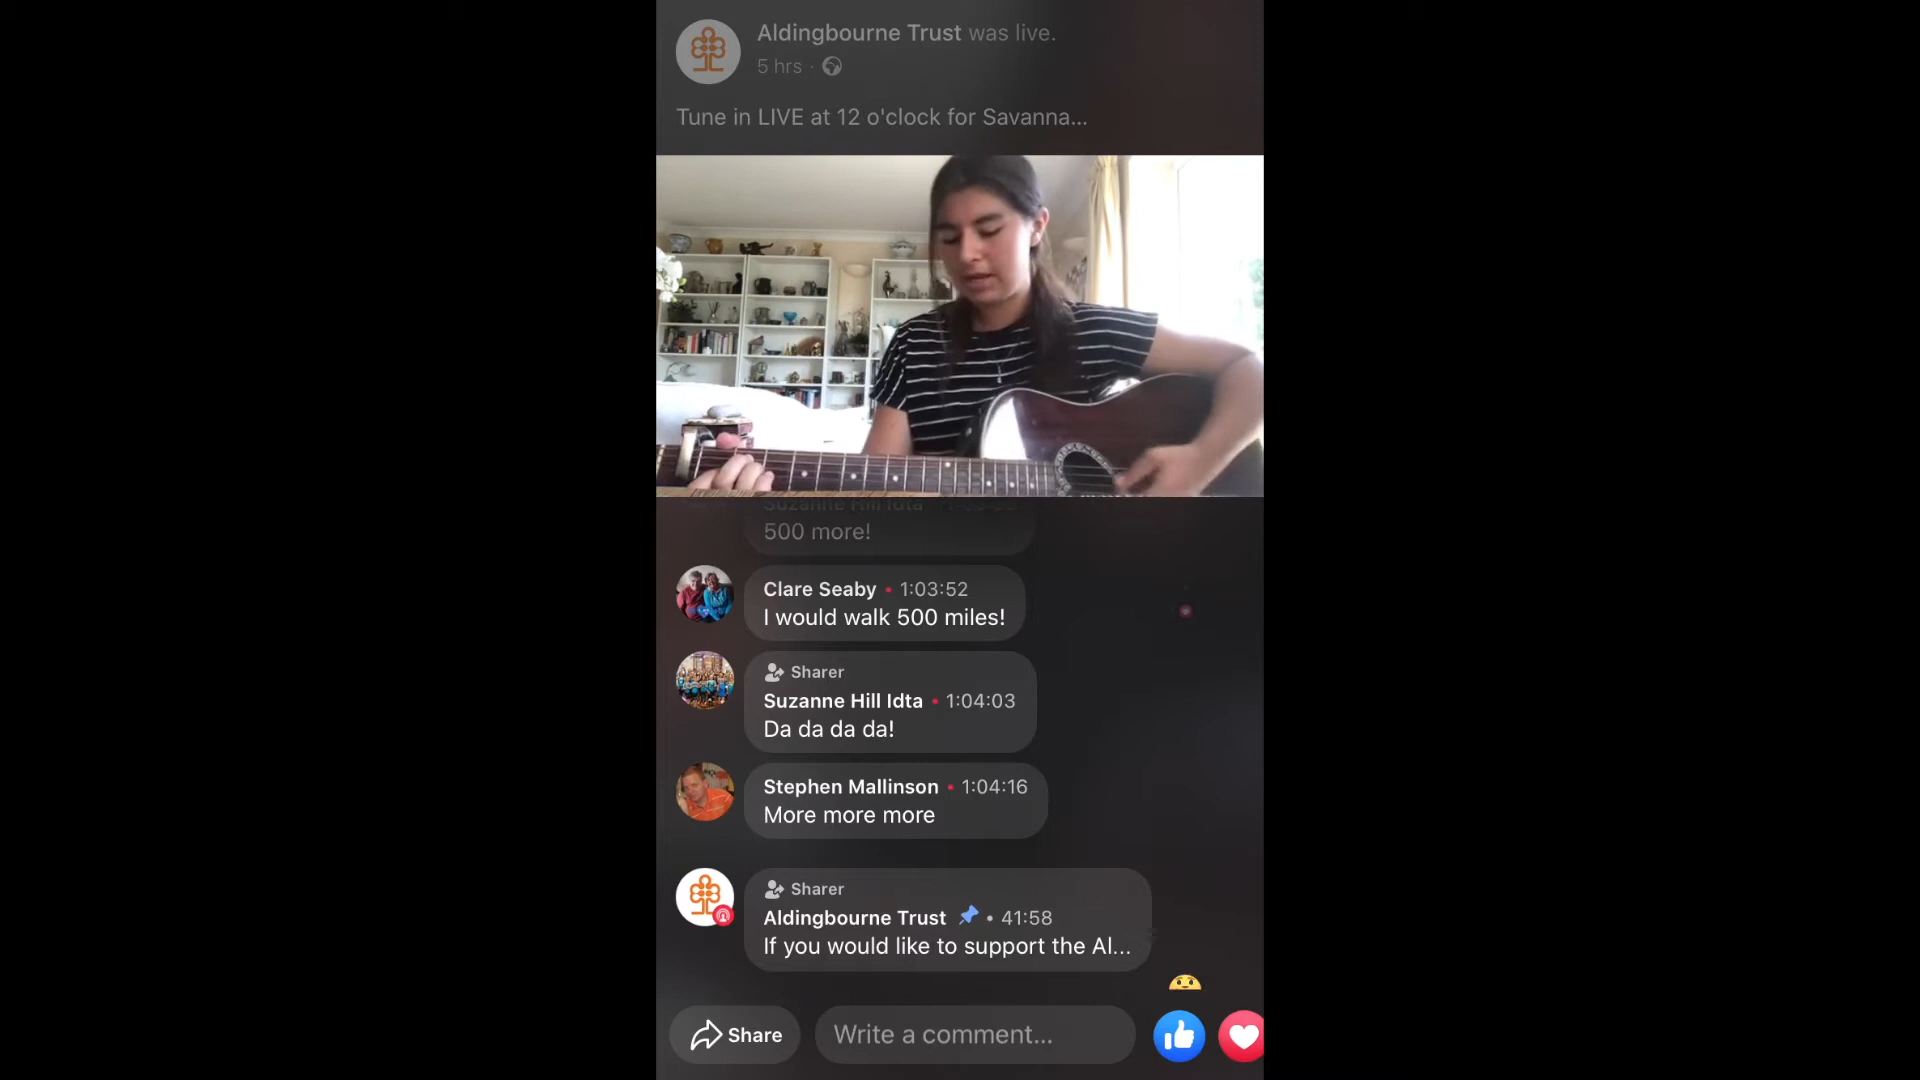 Aldingbourne Trust was live.
5 hrs ·
Tune in LIVE at 12 o'clock for Savanna...
Suzanne Hill Idta
500 more!
Clare Seaby • 1:03:52
I would walk 500 miles!
Sharer
Suzanne Hill Idta • 1:04:03
Da da da da!
Stephen Mallinson • 1:04:16
More more more
Sharer
Aldingbourne Trust • 41:58
If you would like to support the Al...
Share
Write a comment...